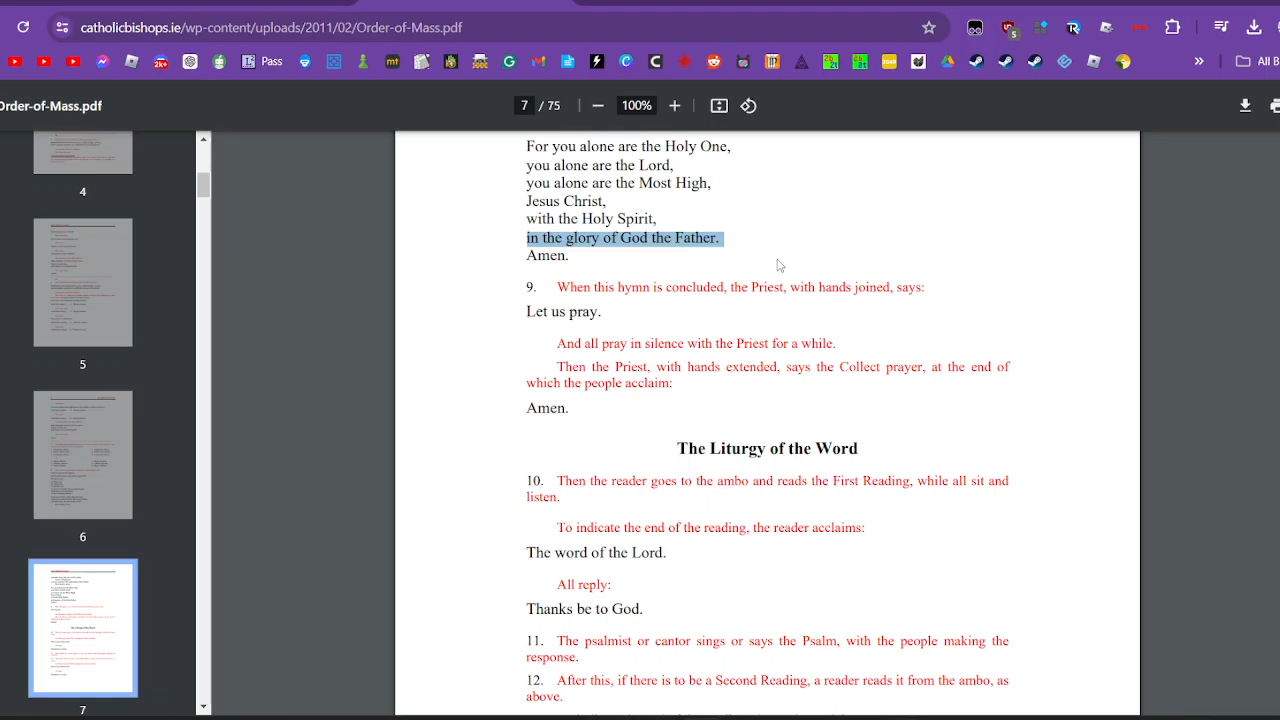 catholicbishops.ie/wp-content/uploads/2011/02/Order-of-Mass.pdf
Pass
All B
Order-of-Mass.pdf
7 / 75
100%
4
5
6
7
For you alone are the Holy One,
you alone are the Lord,
you alone are the Most High,
Jesus Christ,
with the Holy Spirit,
in the glory of God the Father.
Amen.
9. When this hymn is concluded, the Priest, with hands joined, says:
Let us pray.
And all pray in silence with the Priest for a while.
Then the Priest, with hands extended, says the Collect prayer, at the end of
which the people acclaim:
Amen.
The Liturgy of the Word
10. Then the reader goes to the ambo and reads the First Reading, while all sit and
listen.
To indicate the end of the reading, the reader acclaims:
The word of the Lord.
All reply:
Thanks be to God.
11. The psalmist or cantor sings or says the Psalm, with the people making the
response.
12. After this, if there is to be a Second Reading, a reader reads it from the ambo, as
above.